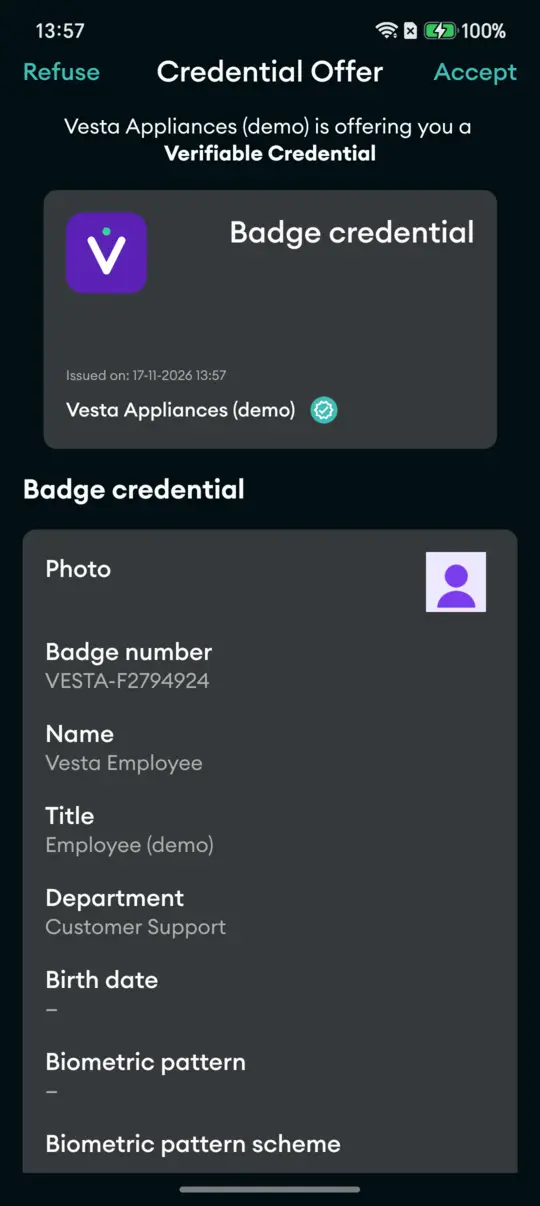 13:57
100%
Refuse
Credential Offer
Accept
Vesta Appliances (demo) is offering you a
Verifiable Credential
Badge credential
Issued on: 17-11-2026 13:57
Vesta Appliances (demo)
Badge credential
Photo
Badge number
VESTA-F2794924
Name
Vesta Employee
Title
Employee (demo)
Department
Customer Support
Birth date
–
Biometric pattern
–
Biometric pattern scheme